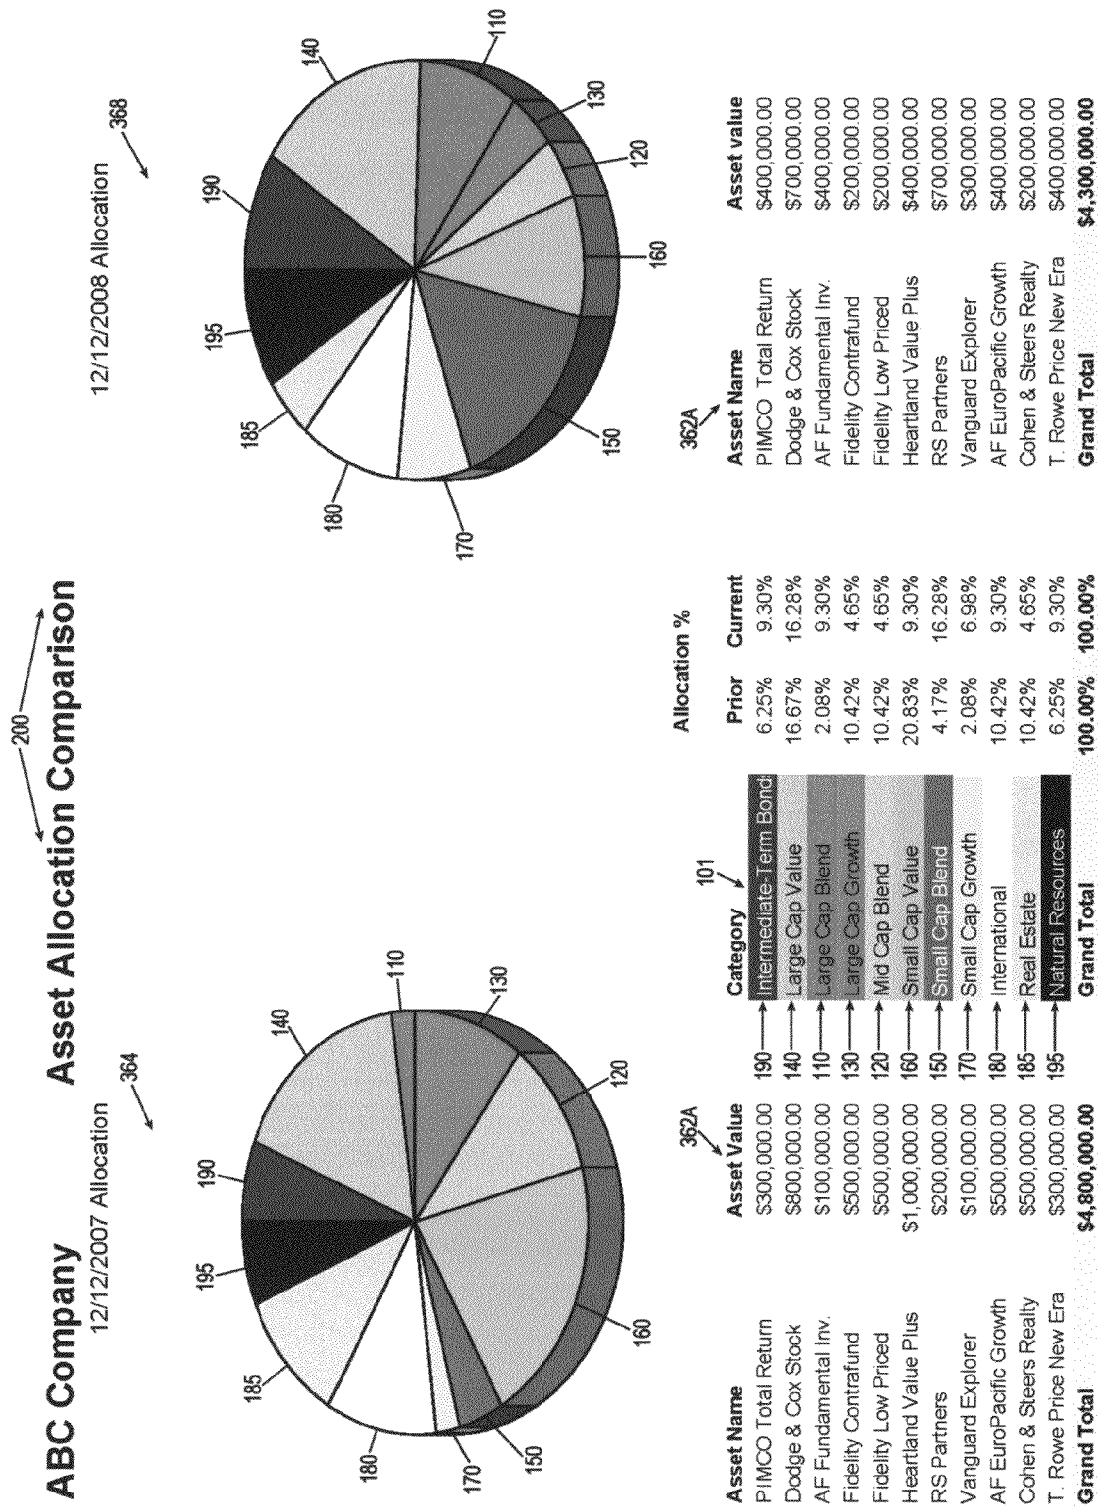 200
ABC Company Asset Allocation Comparison
12/12/2007 Allocation
364
12/12/2008 Allocation
368
195
190
140
185
110
180
130
170
120
150
160
195
190
140
185
110
180
130
170
120
150
160
Allocation %
362A
101
362A
Asset Name Asset Value Category Prior Current Asset Name Asset value
PIMCO Total Return $300,000.00 190 Intermediate-Term Bond 6.25% 9.30% PIMCO Total Return $400,000.00
Dodge & Cox Stock $800,000.00 140 Large Cap Value 16.67% 16.28% Dodge & Cox Stock $700,000.00
AF Fundamental Inv. $100,000.00 110 Large Cap Blend 2.08% 9.30% AF Fundamental Inv. $400,000.00
Fidelity Contrafund $500,000.00 130 Large Cap Growth 10.42% 4.65% Fidelity Contrafund $200,000.00
Fidelity Low Priced $500,000.00 120 Mid Cap Blend 10.42% 4.65% Fidelity Low Priced $200,000.00
Heartland Value Plus $1,000,000.00 160 Small Cap Value 20.83% 9.30% Heartland Value Plus $400,000.00
RS Partners $200,000.00 150 Small Cap Blend 4.17% 16.28% RS Partners $700,000.00
Vanguard Explorer $100,000.00 170 Small Cap Growth 2.08% 6.98% Vanguard Explorer $300,000.00
AF EuroPacific Growth $500,000.00 180 International 10.42% 9.30% AF EuroPacific Growth $400,000.00
Cohen & Steers Realty $500,000.00 185 Real Estate 10.42% 4.65% Cohen & Steers Realty $200,000.00
T. Rowe Price New Era $300,000.00 195 Natural Resources 6.25% 9.30% T. Rowe Price New Era $400,000.00
Grand Total $4,800,000.00 Grand Total 100.00% 100.00% Grand Total $4,300,000.00